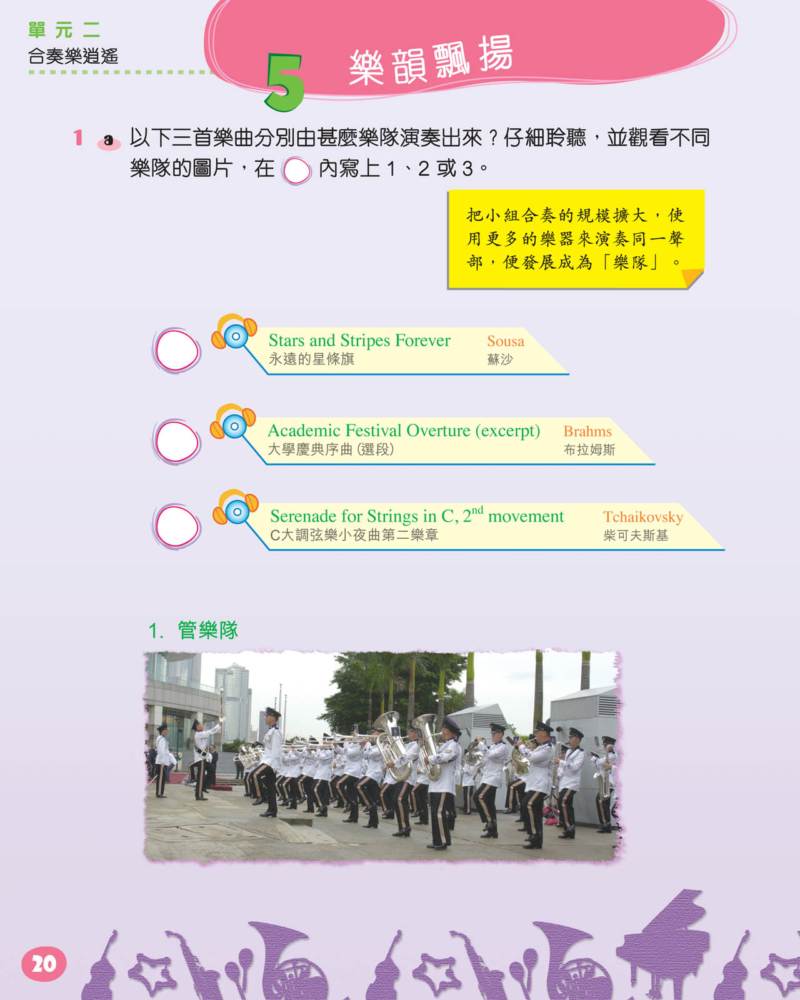 單元二
合奏樂逍遙
5 樂韻飄揚
1 a 以下三首樂曲分別由甚麼樂隊演奏出來？仔細聆聽，並觀看不同
樂隊的圖片，在 內寫上 1、2 或 3。
把小組合奏的規模擴大，使
用更多的樂器來演奏同一聲
部，便發展成為「樂隊」。
Stars and Stripes Forever Sousa
永遠的星條旗 蘇沙
Academic Festival Overture (excerpt) Brahms
大學慶典序曲（選段） 布拉姆斯
Serenade for Strings in C, 2nd movement Tchaikovsky
C大調弦樂小夜曲第二樂章 柴可夫斯基
1. 管樂隊
20